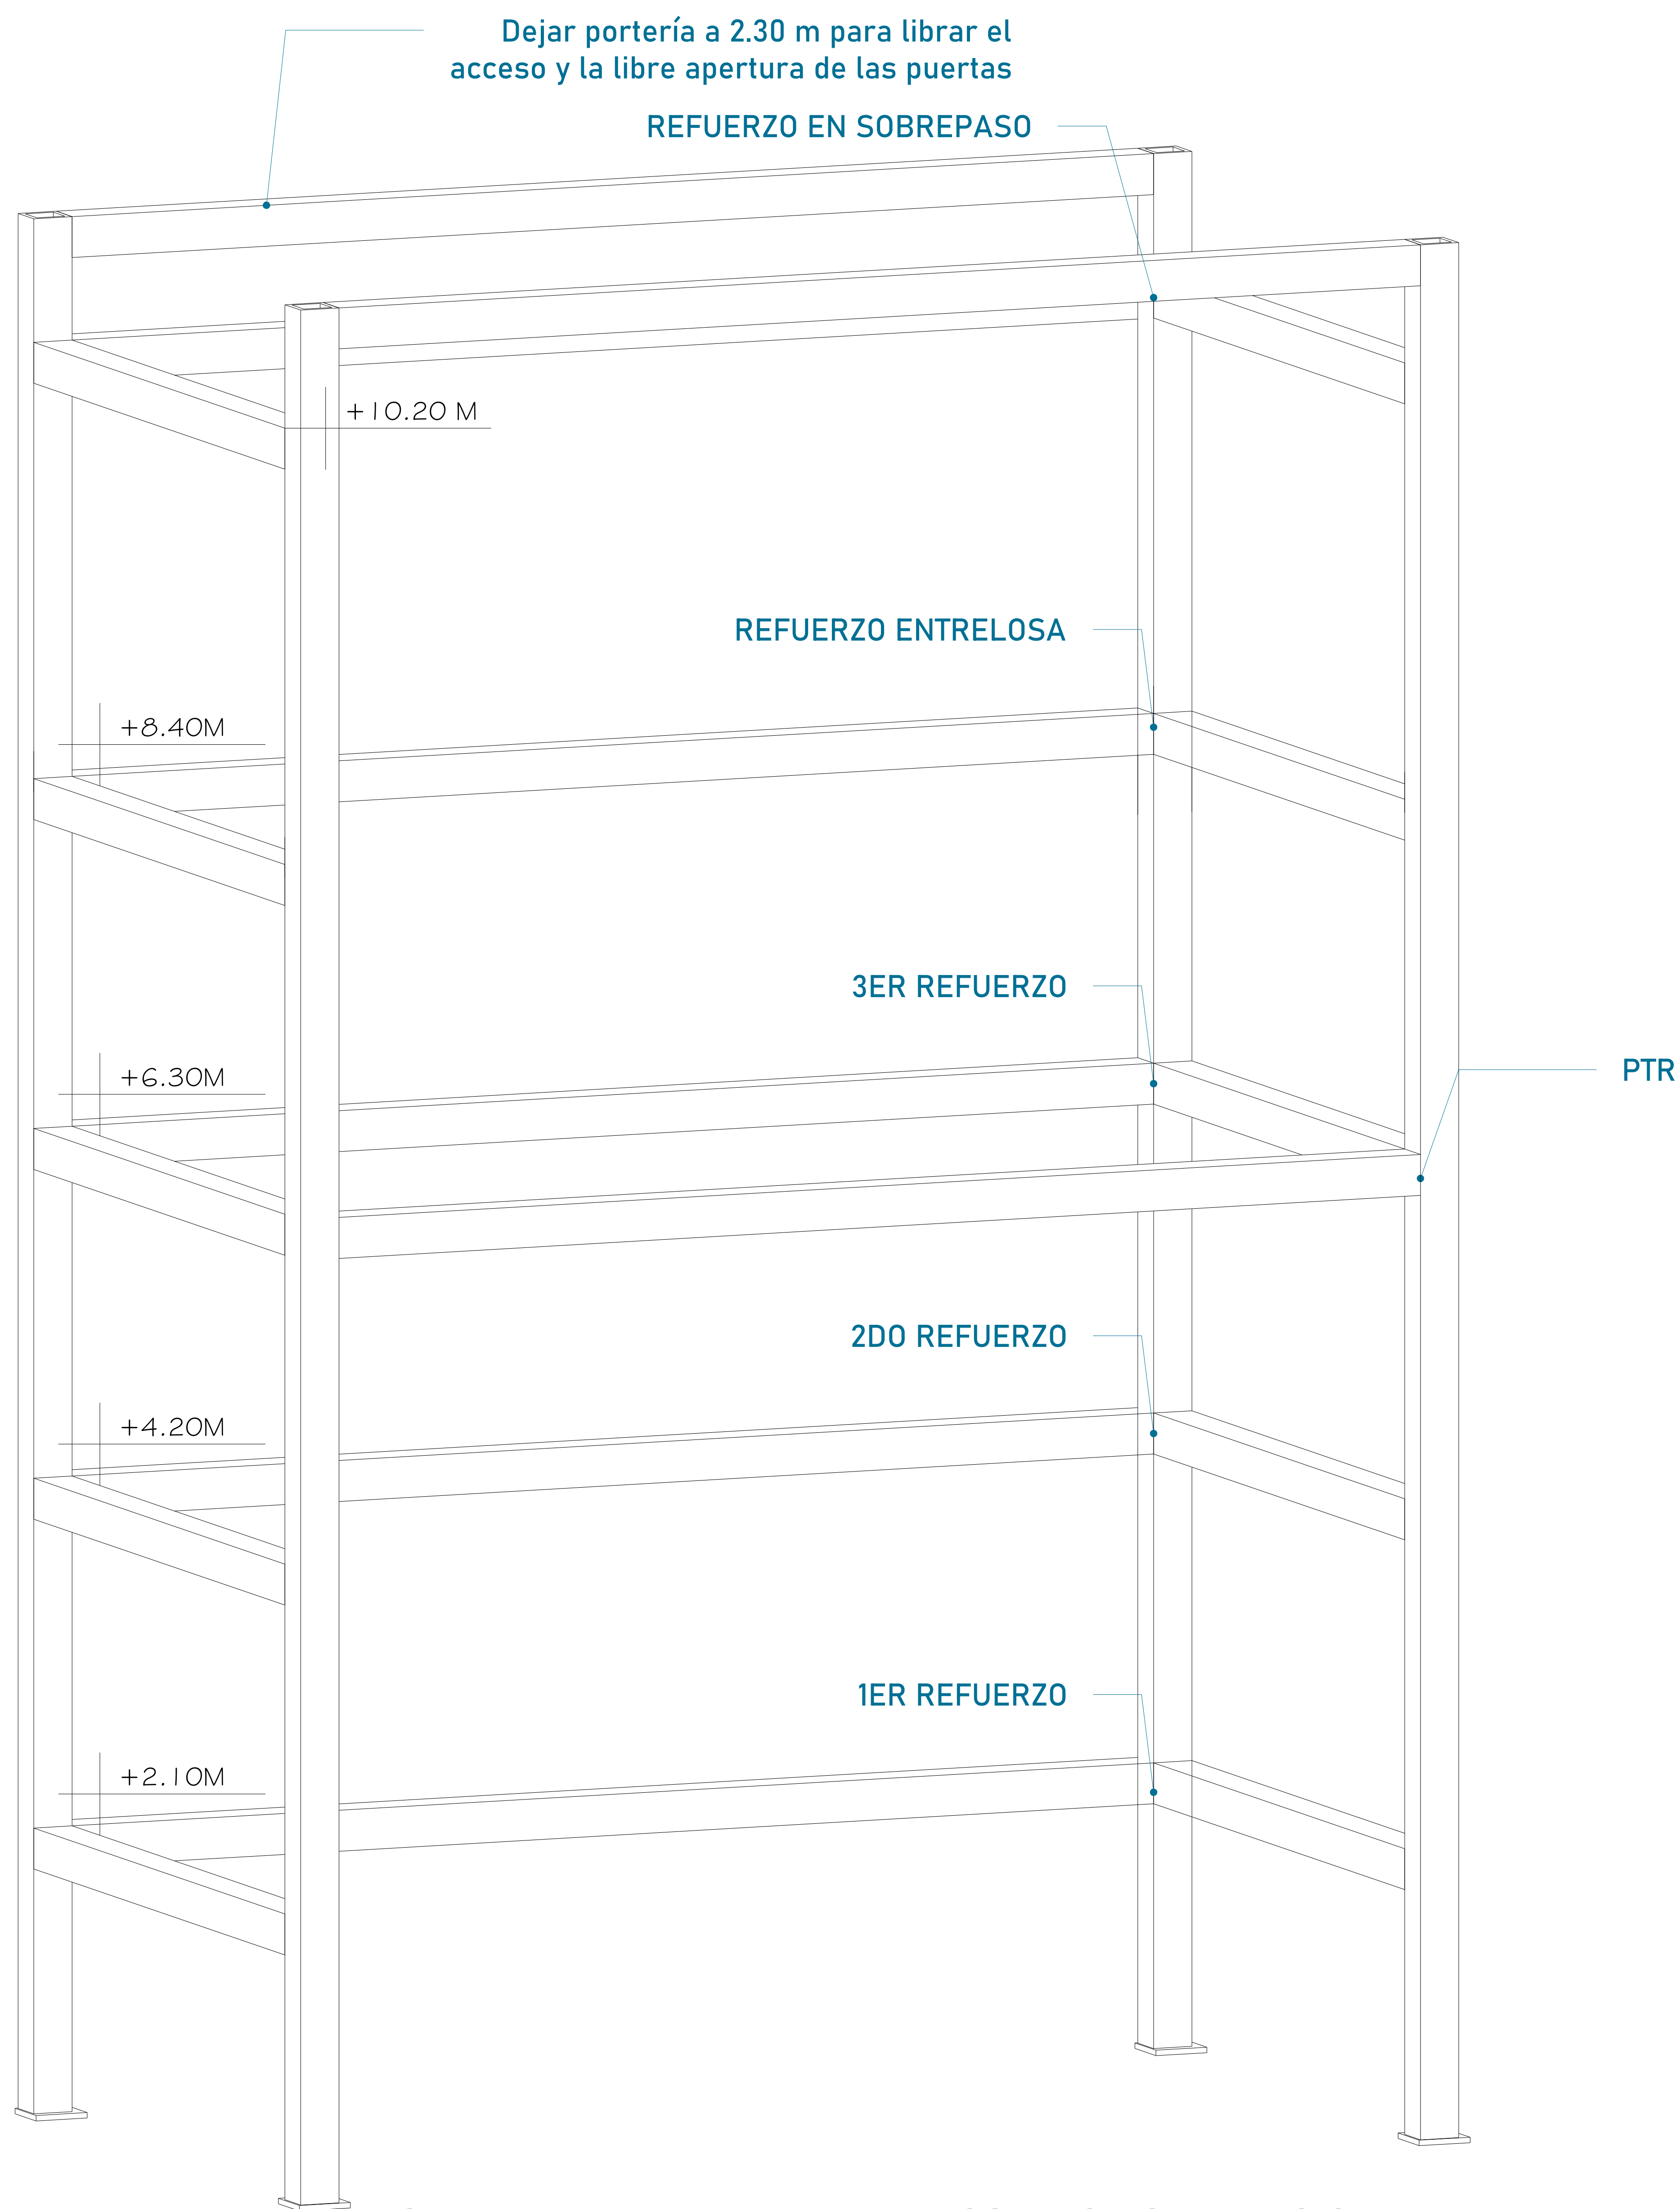 Dejar portería a 2.30 m para librar el
acceso y la libre apertura de las puertas
REFUERZO EN SOBREPASO
+10.20 M
REFUERZO ENTRELOSA
+8.40M
3ER REFUERZO
PTR
+6.30M
2DO REFUERZO
+4.20M
1ER REFUERZO
+2.10M